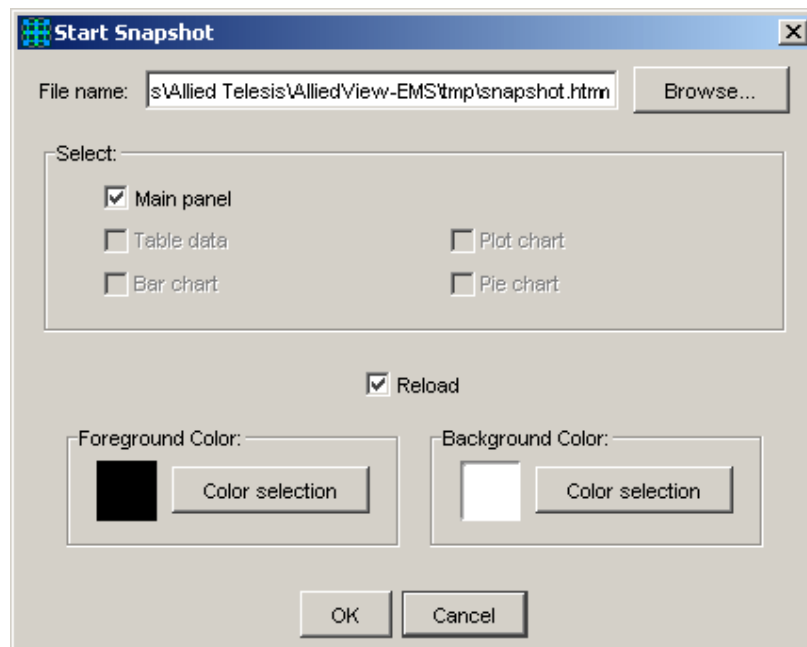 Start Snapshot
File name: s\Allied Telesis\AlliedView-EMS\tmp\snapshot.htm Browse...
Select:
Main panel
Table data Plot chart
Bar chart Pie chart
Reload
Foreground Color: Background Color:
Color selection Color selection
OK Cancel